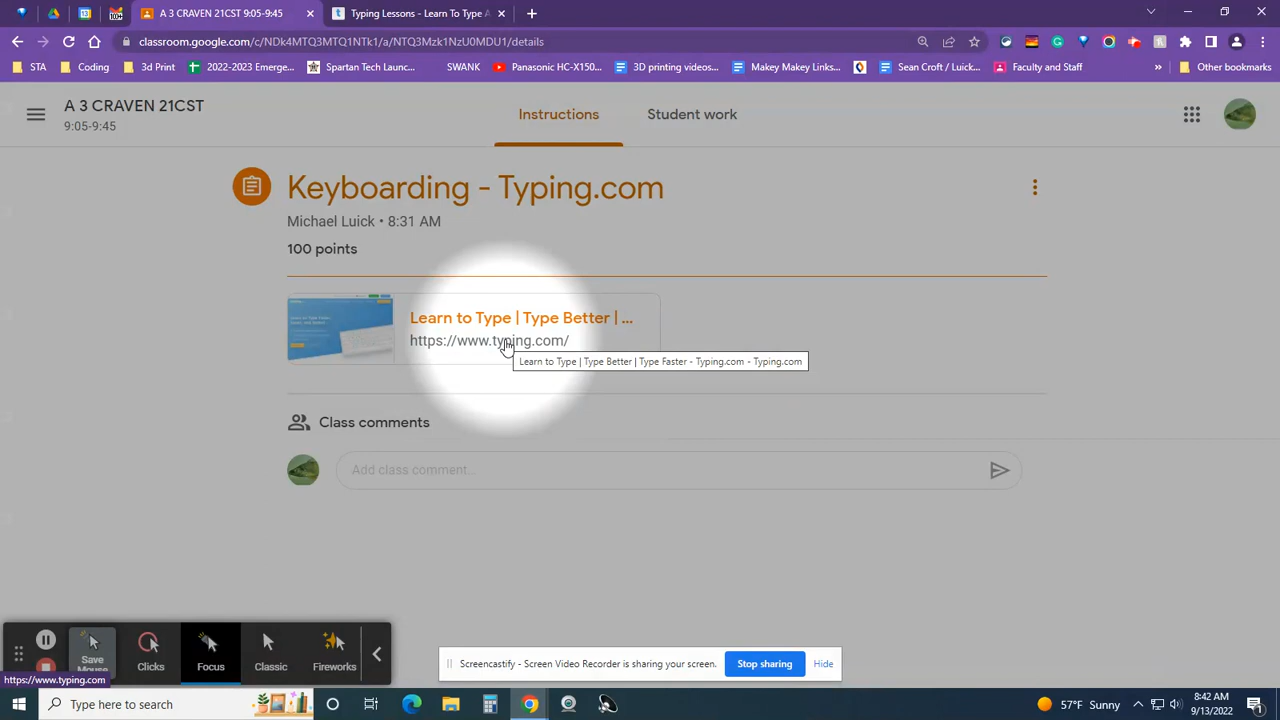 A 3 CRAVEN 21CST 9:05-9:45
Typing Lessons - Learn To Type A
classroom.google.com/c/NDk4MTQ3MTQ1NTk1/a/NTQ3Mzk1NzU0MDU1/details
STA
Coding
3d Print
2022-2023 Emerge...
Spartan Tech Launc...
SWANK
Panasonic HC-X150...
3D printing videos...
Makey Makey Links...
Sean Croft / Luick...
Faculty and Staff
Other bookmarks
A 3 CRAVEN 21CST
9:05-9:45
Instructions
Student work
Keyboarding - Typing.com
Michael Luick • 8:31 AM
100 points
Learn to Type | Type Better | ...
https://www.typing.com/
Learn to Type | Type Better | Type Faster - Typing.com - Typing.com
Class comments
Add class comment...
Save
Mouse
Clicks
Focus
Classic
Fireworks
Screencastify - Screen Video Recorder is sharing your screen.
Stop sharing
Hide
https://www.typing.com
Type here to search
57°F Sunny
8:42 AM
9/13/2022
1